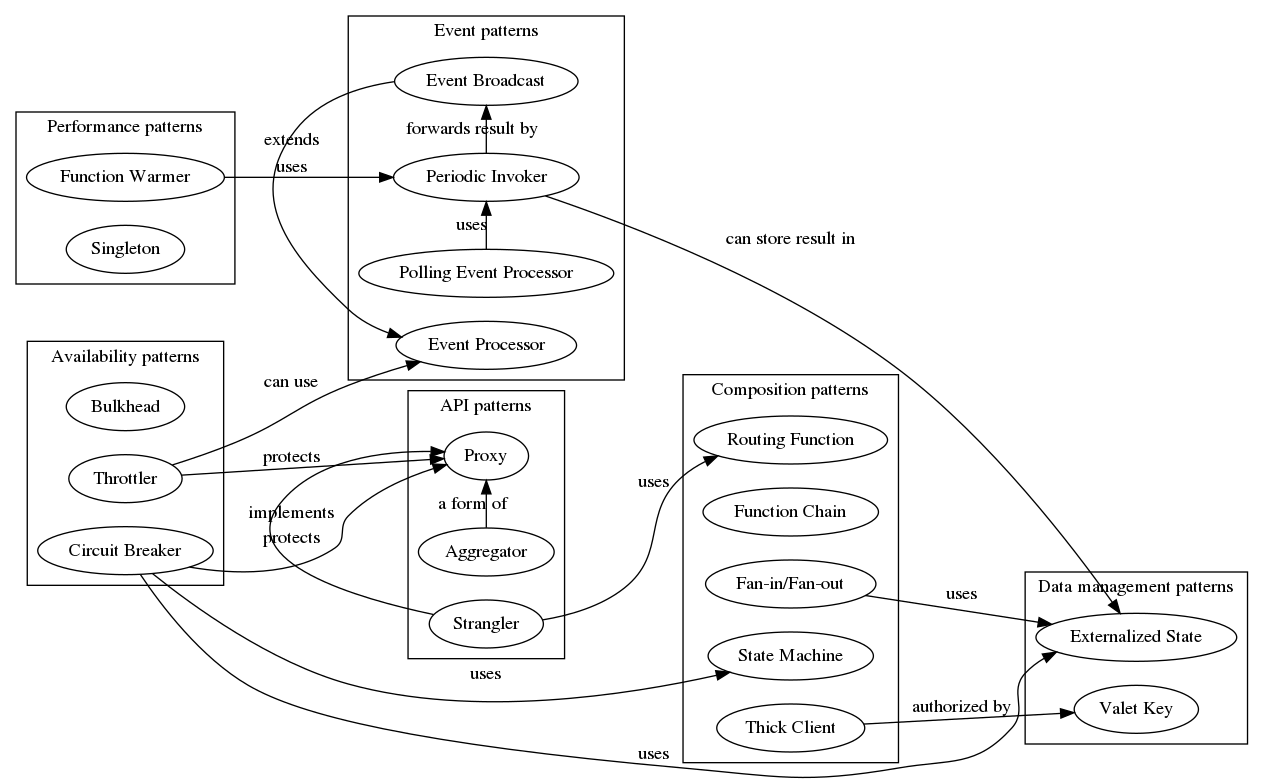 Event patterns
Event Broadcast
forwards result by
Periodic Invoker
uses
Polling Event Processor
Event Processor
Performance patterns
Function Warmer
Singleton
extends
uses
can store result in
Availability patterns
Bulkhead
Throttler
Circuit Breaker
can use
protects
implements
protects
API patterns
Proxy
a form of
Aggregator
Strangler
uses
uses
uses
Composition patterns
Routing Function
Function Chain
Fan-in/Fan-out
State Machine
Thick Client
uses
authorized by
Data management patterns
Externalized State
Valet Key